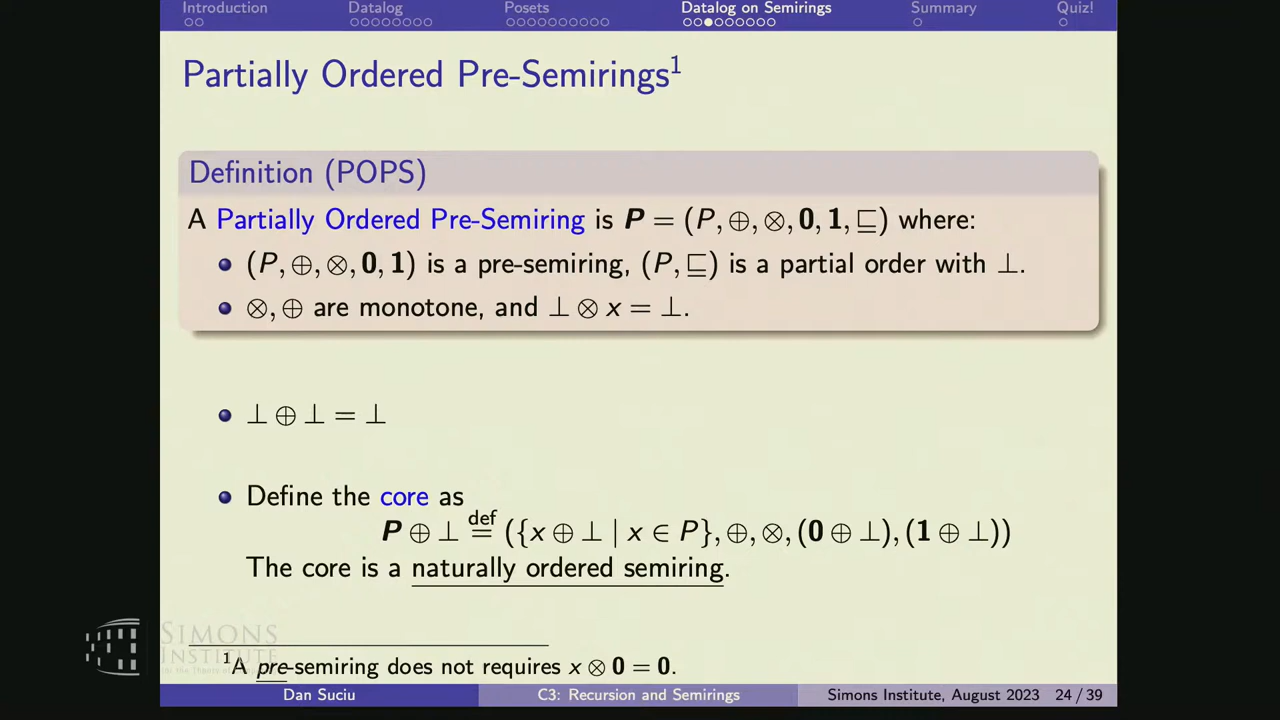 Introduction Datalog Posets Datalog on Semirings Summary Quiz!
Partially Ordered Pre-Semirings¹
Definition (POPS)
A Partially Ordered Pre-Semiring is P = (P, ⊕, ⊗, 0, 1, ⊑) where:
(P, ⊕, ⊗, 0, 1) is a pre-semiring, (P, ⊑) is a partial order with ⊥.
⊗, ⊕ are monotone, and ⊥ ⊗ x = ⊥.
⊥ ⊕ ⊥ = ⊥
Define the core as
P ⊕ ⊥ def= ({x ⊕ ⊥ | x ∈ P}, ⊕, ⊗, (0 ⊕ ⊥), (1 ⊕ ⊥))
The core is a naturally ordered semiring.
SIMONS
INSTITUTE
¹A pre-semiring does not requires x ⊗ 0 = 0.
Dan Suciu C3: Recursion and Semirings Simons Institute, August 2023 24 / 39